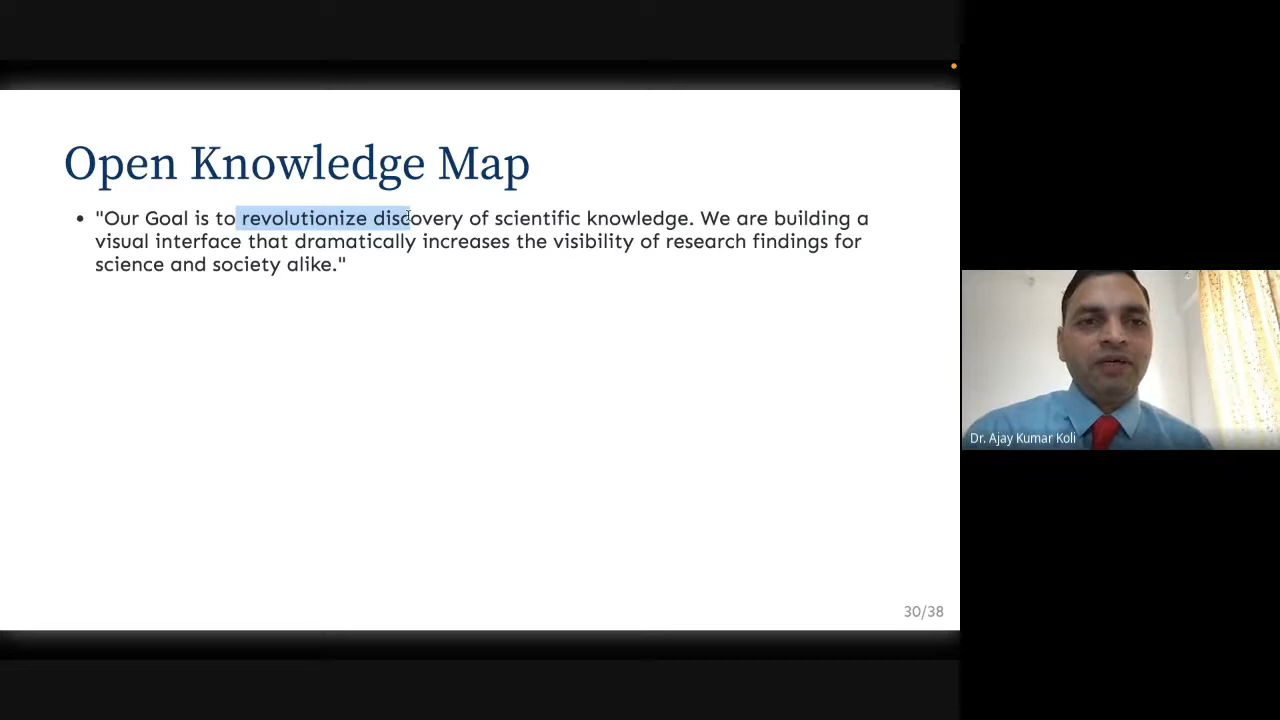 Open Knowledge Map
• "Our Goal is to revolutionize discovery of scientific knowledge. We are building a
visual interface that dramatically increases the visibility of research findings for
science and society alike."
30/38
Dr. Ajay Kumar Koli